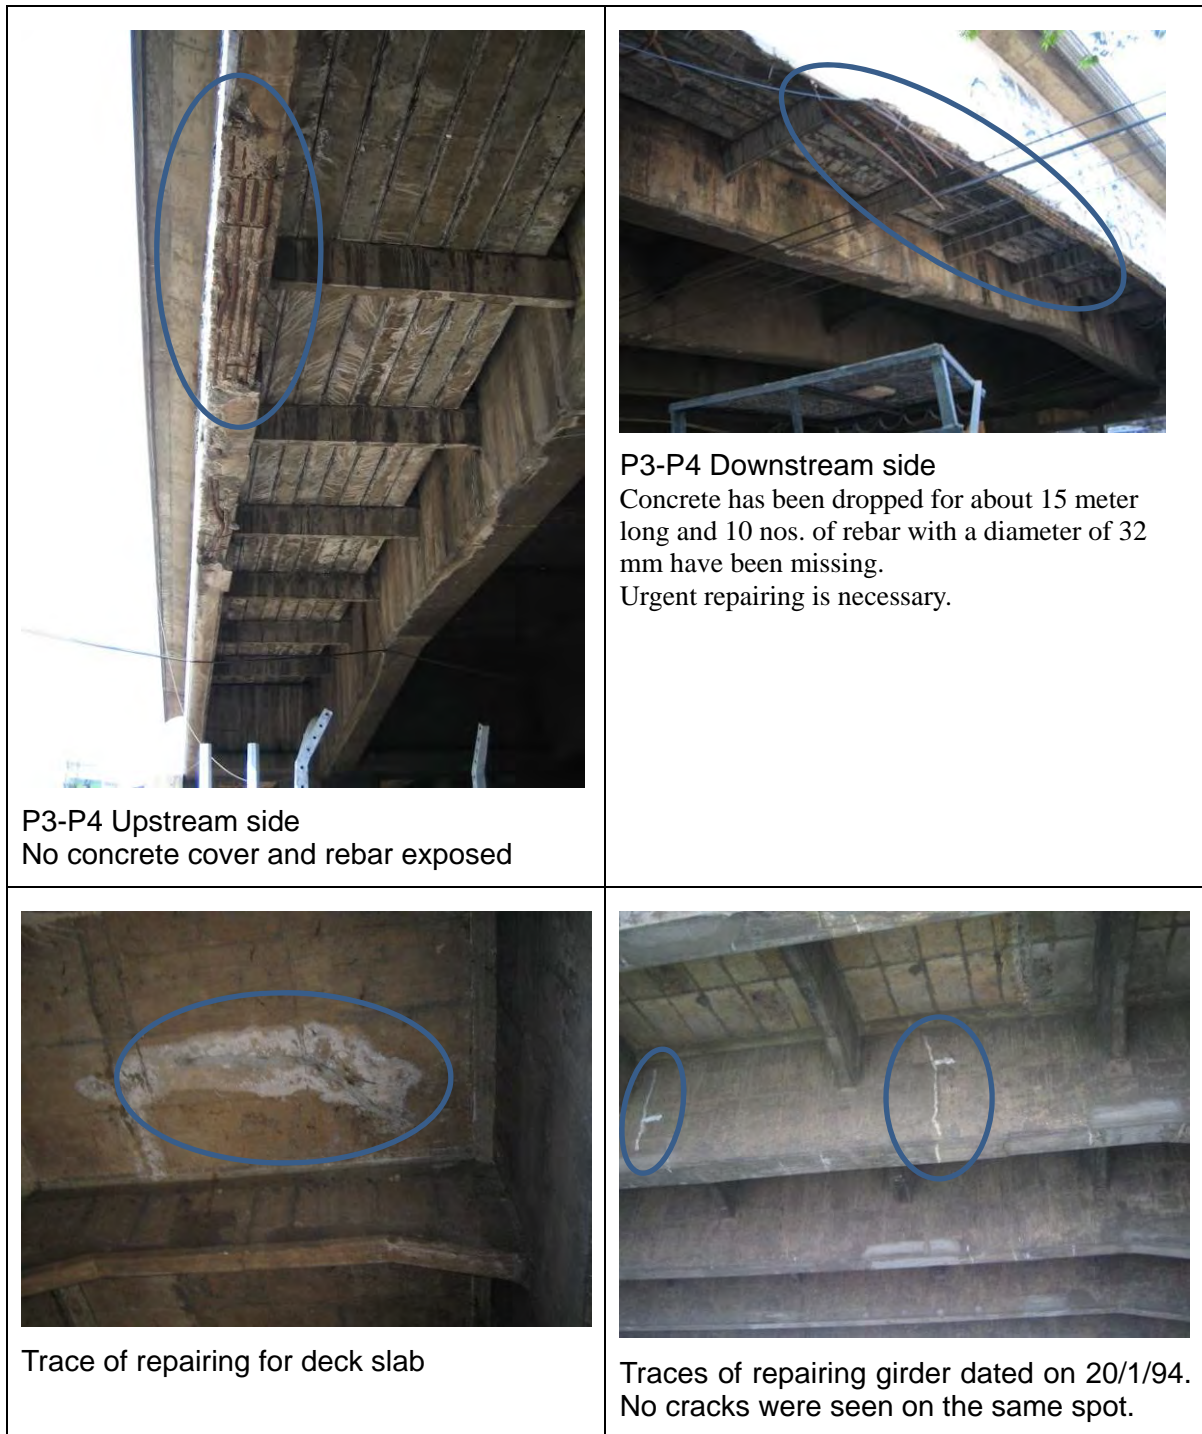 P3-P4 Upstream side
No concrete cover and rebar exposed
P3-P4 Downstream side
Concrete has been dropped for about 15 meter
long and 10 nos. of rebar with a diameter of 32
mm have been missing.
Urgent repairing is necessary.
Trace of repairing for deck slab
Traces of repairing girder dated on 20/1/94.
No cracks were seen on the same spot.